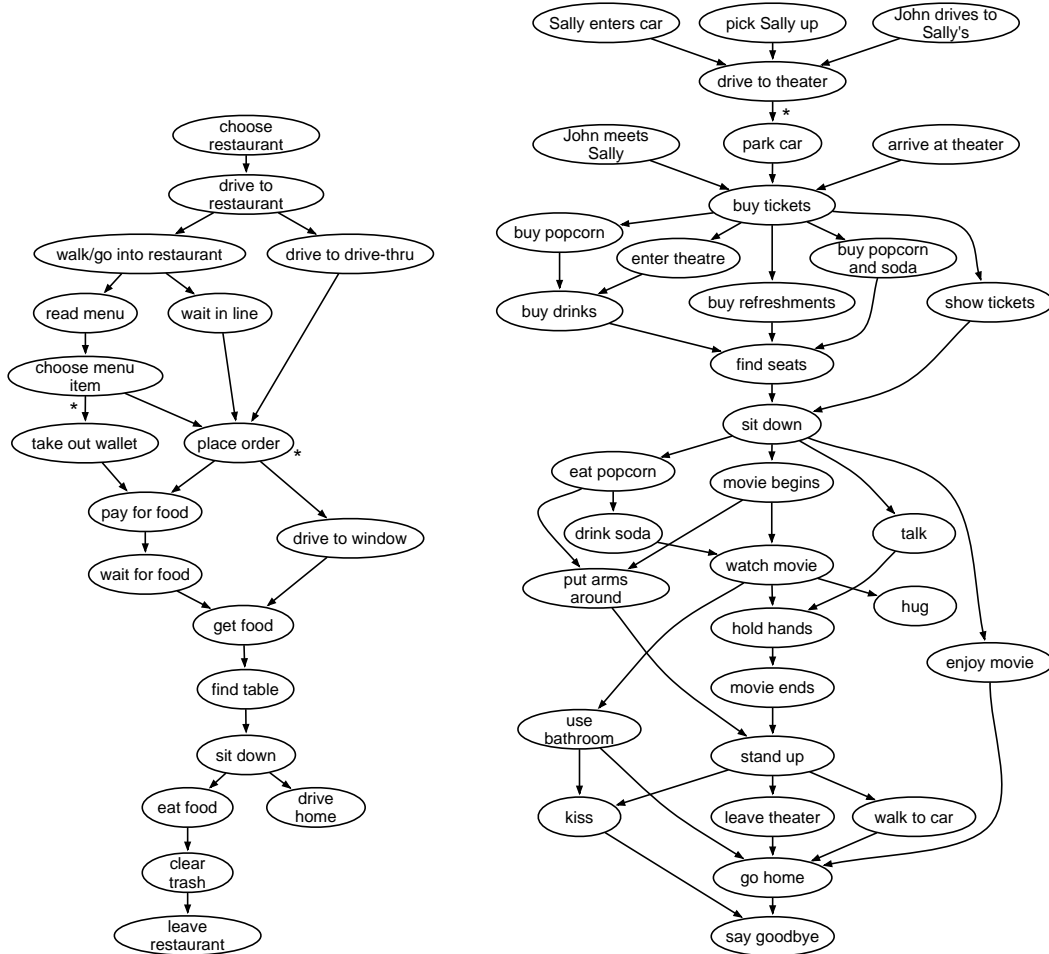 choose
restaurant
drive to
restaurant
walk/go into restaurant
drive to drive-thru
read menu
wait in line
choose menu
item
*
take out wallet
place order
*
pay for food
drive to window
wait for food
get food
find table
sit down
eat food
drive
home
clear
trash
leave
restaurant
Sally enters car
pick Sally up
John drives to
Sally's
drive to theater
*
John meets
Sally
park car
arrive at theater
buy tickets
buy popcorn
enter theatre
buy popcorn
and soda
buy drinks
buy refreshments
show tickets
find seats
sit down
eat popcorn
movie begins
drink soda
talk
watch movie
put arms
around
hug
hold hands
enjoy movie
movie ends
use
bathroom
stand up
kiss
leave theater
walk to car
go home
say goodbye